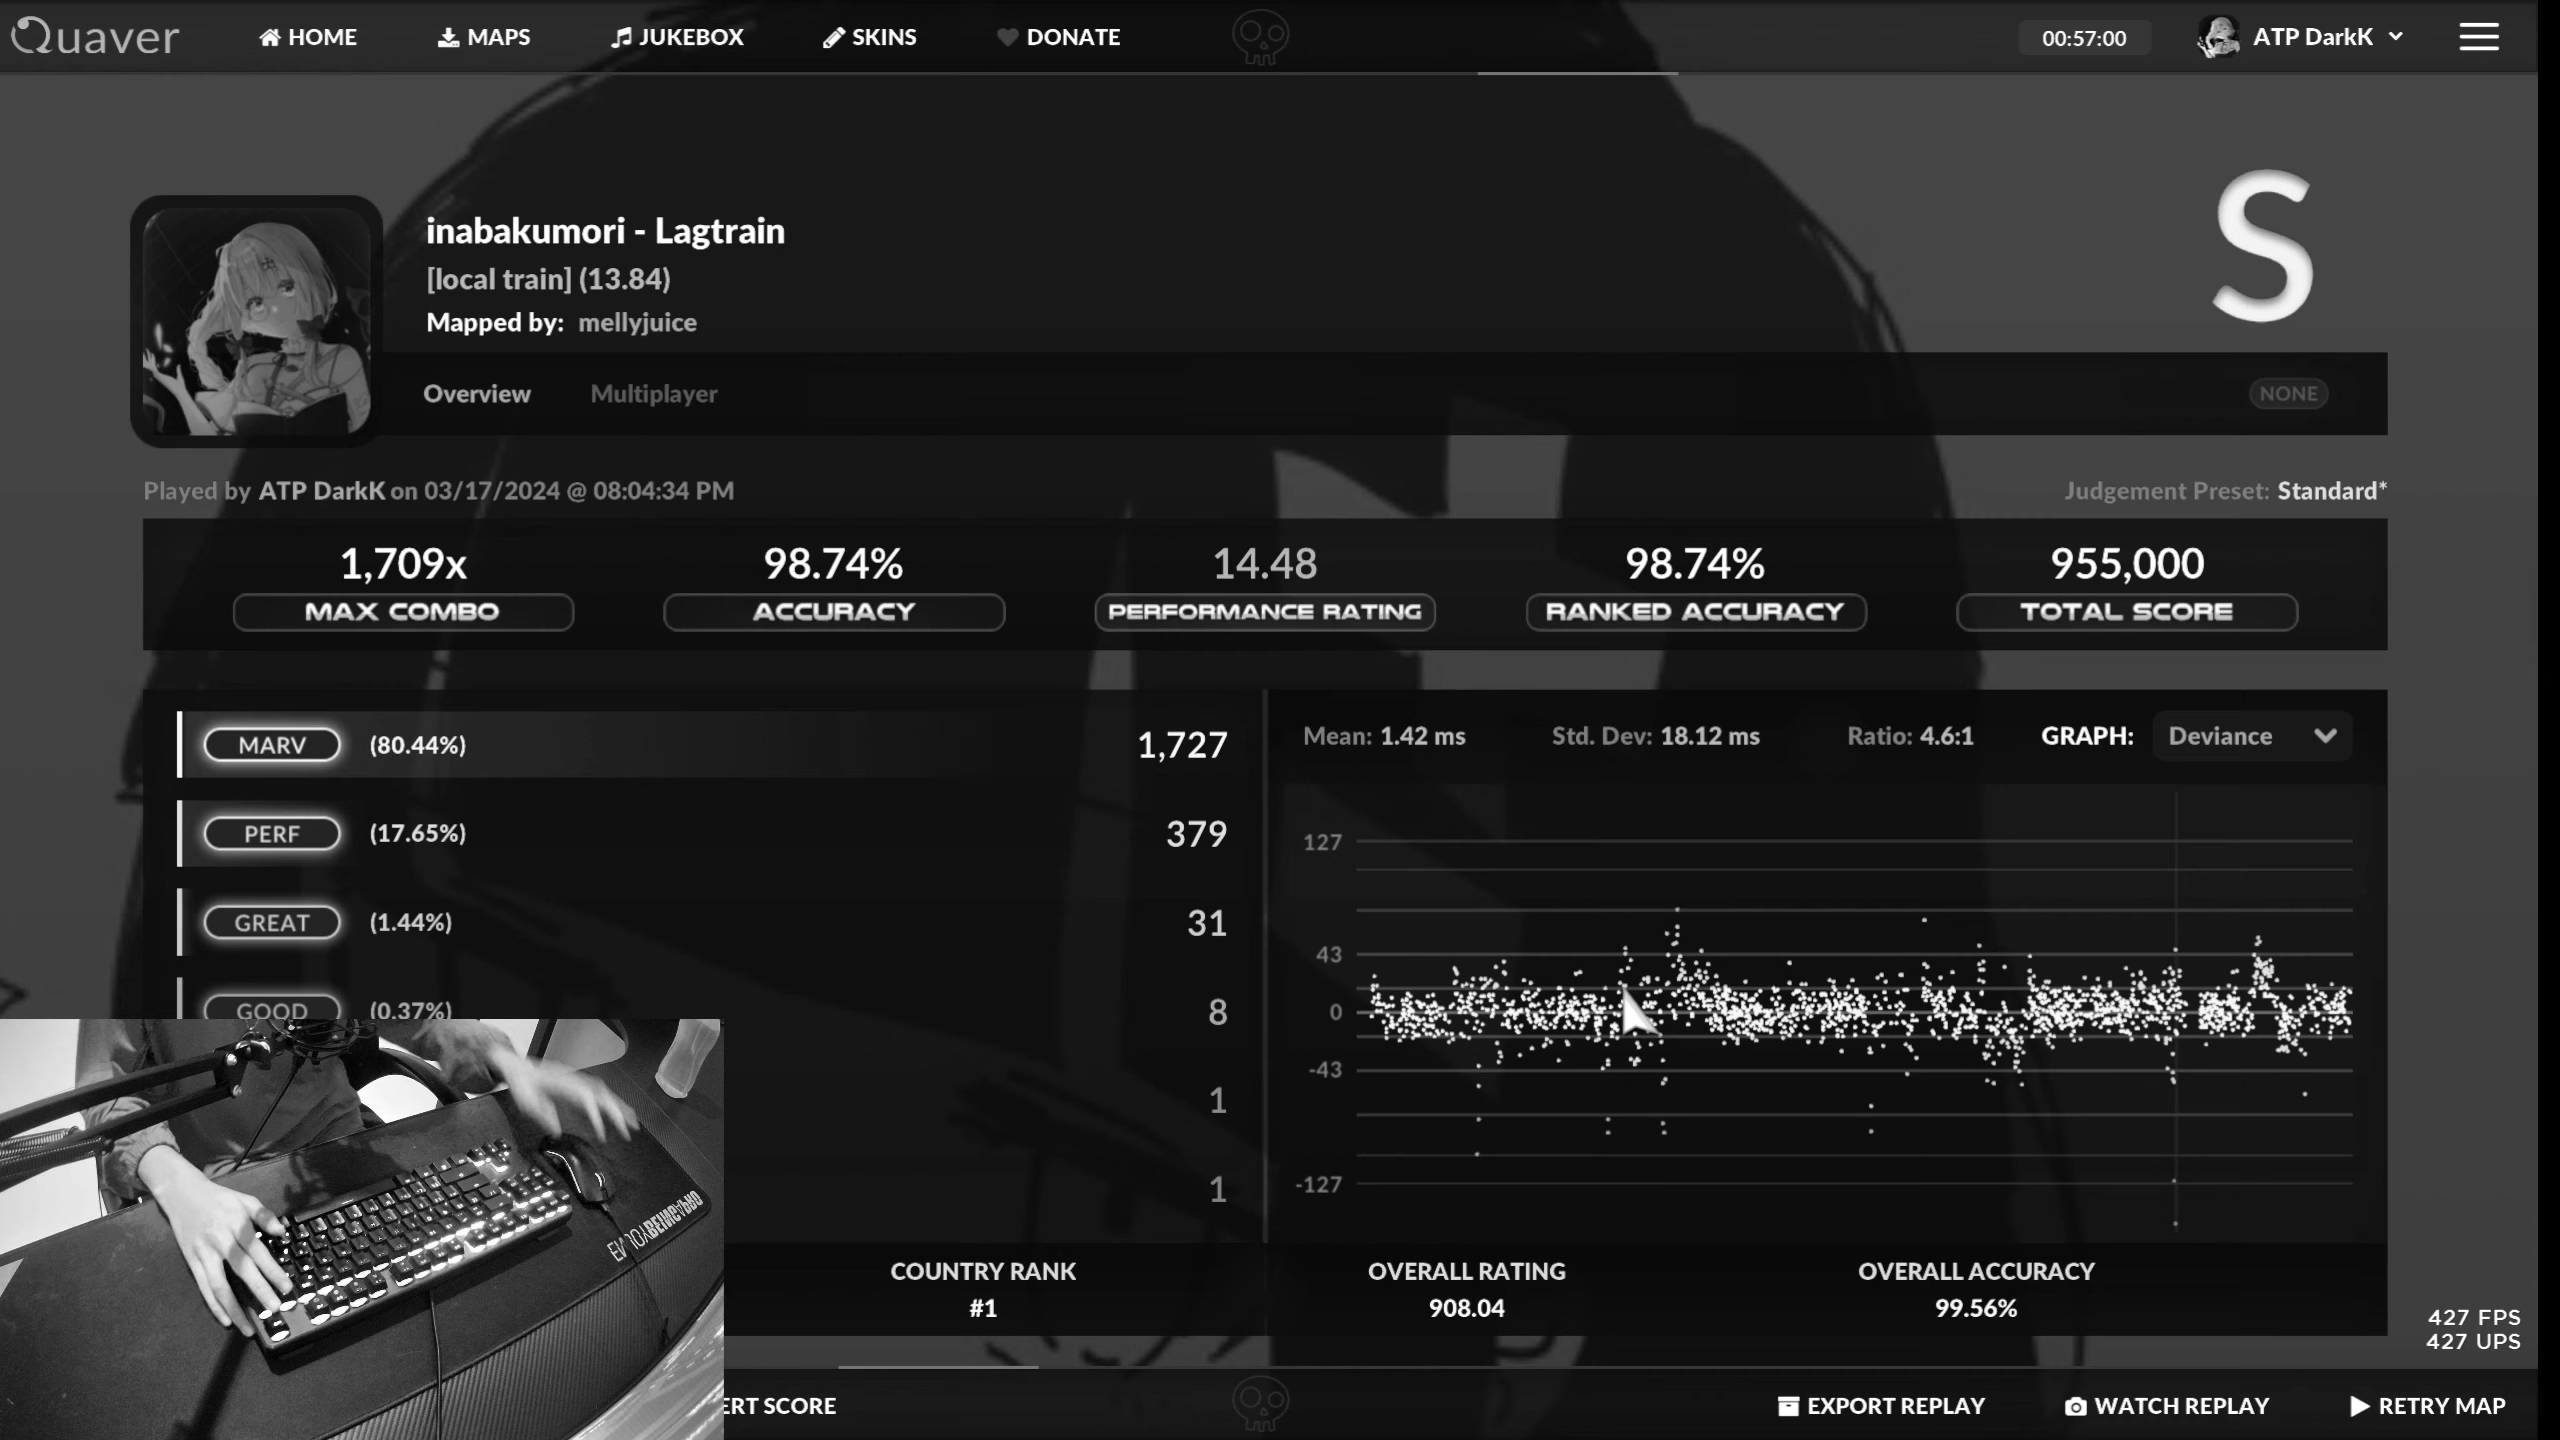 Quaver
HOME
MAPS
JUKEBOX
SKINS
DONATE
00:57:00
ATP DarkK
inabakumori - Lagtrain
[local train] (13.84)
Mapped by: mellyjuice
S
Overview
Multiplayer
NONE
Played by ATP DarkK on 03/17/2024 @ 08:04:34 PM
Judgement Preset: Standard*
1,709x
MAX COMBO
98.74%
ACCURACY
14.48
PERFORMANCE RATING
98.74%
RANKED ACCURACY
955,000
TOTAL SCORE
MARV (80.44%) 1,727
PERF (17.65%) 379
GREAT (1.44%) 31
GOOD (0.37%) 8
1
1
Mean: 1.42 ms
Std. Dev: 18.12 ms
Ratio: 4.6:1
GRAPH: Deviance
127
43
0
-43
-127
COUNTRY RANK
#1
OVERALL RATING
908.04
OVERALL ACCURACY
99.56%
427 FPS
427 UPS
ERT SCORE
EXPORT REPLAY
WATCH REPLAY
RETRY MAP